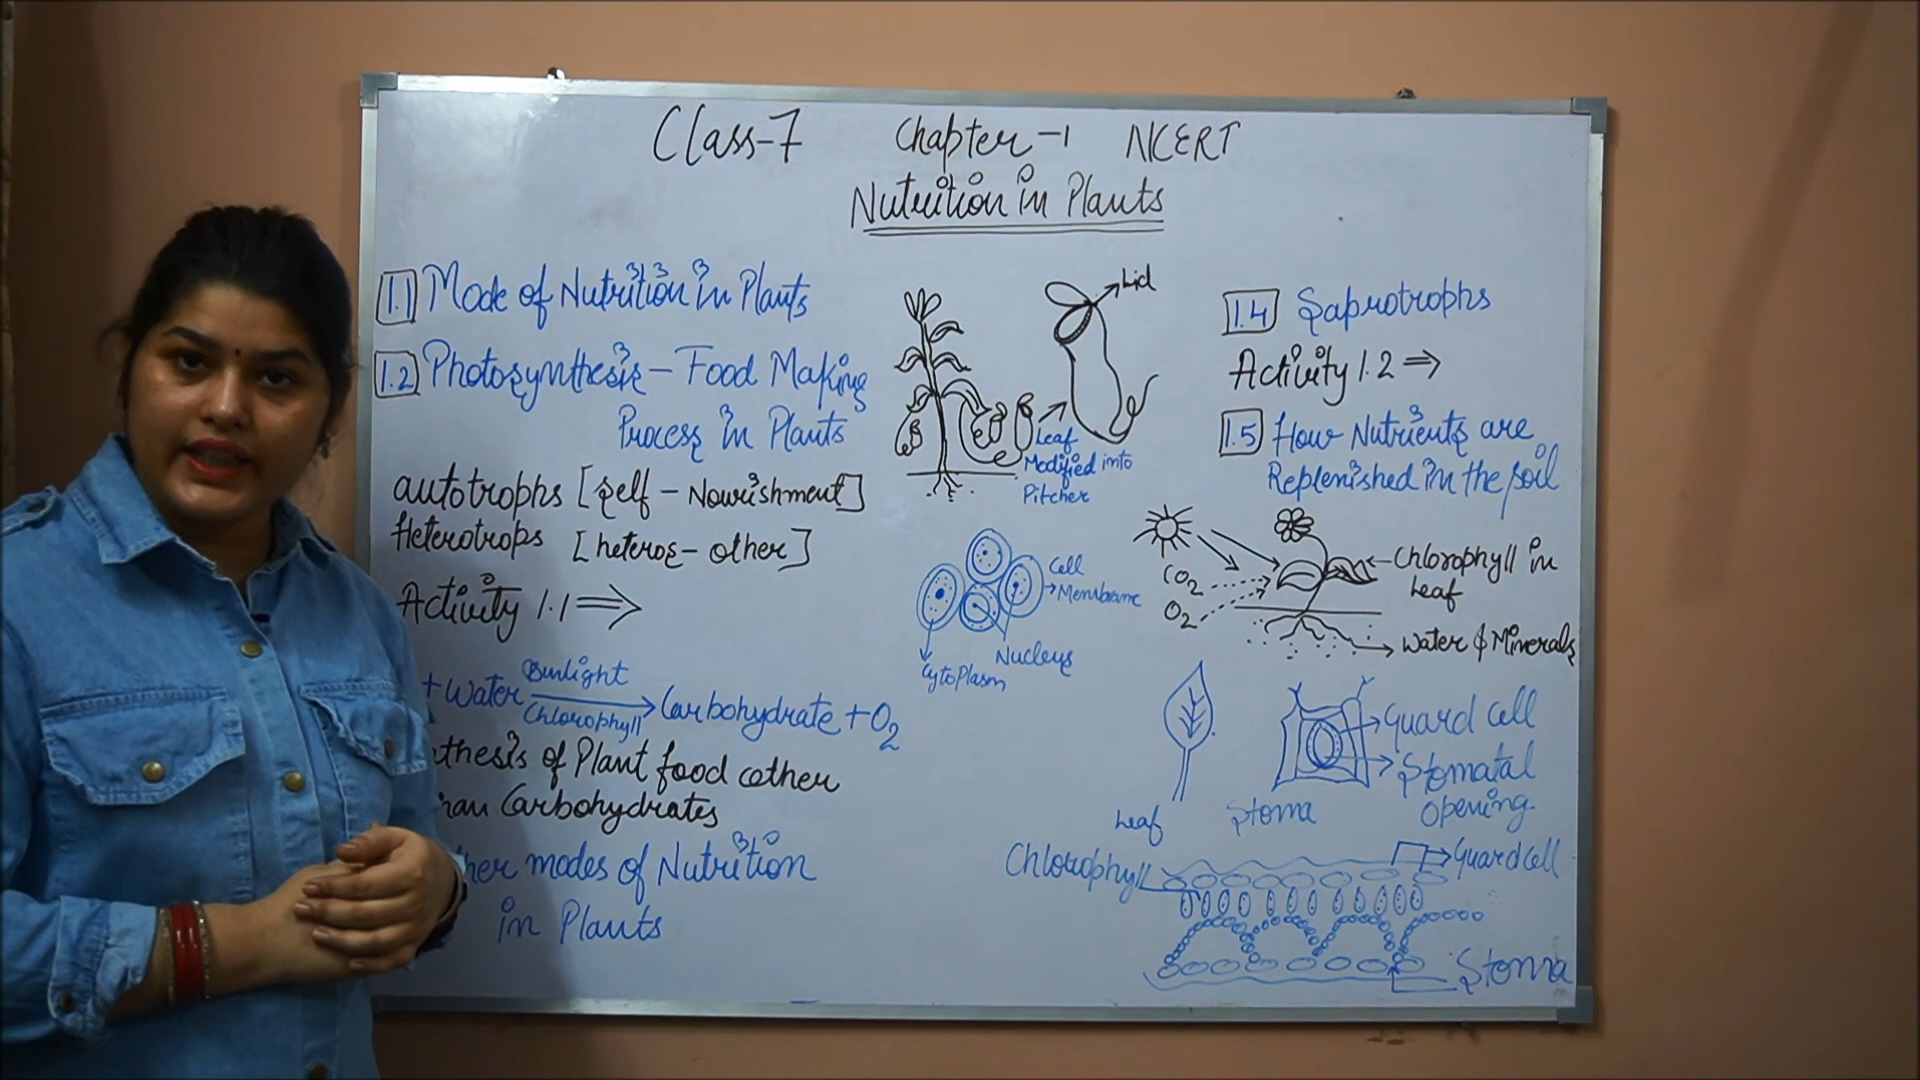 Class-7 Chapter-1 NCERT
Nutrition in Plants
1.1 Mode of Nutrition in Plants
1.2 Photosynthesis - Food Making
Process in Plants
autotrophs [self - Nourishment]
Heterotrops [heteros - other]
Activity 1.1 ⇒
+ Water Sunlight Chlorophyll → Carbohydrate + O2
thesis of Plant food other
han Carbohydrates
her modes of Nutrition
in Plants
Lid
Leaf
Modified into
Pitcher
Cell
Membrane
Nucleus
CytoPlasm
1.4 Saprotrophs
Activity 1.2 ⇒
1.5 How Nutrients are
Replenished in the soil
CO2
O2
Chlorophyll in
Leaf
Water & Minerals
Leaf
Stoma
Guard Cell
Stomatal
Opening
Chlorophyll
Guard Cell
Stoma